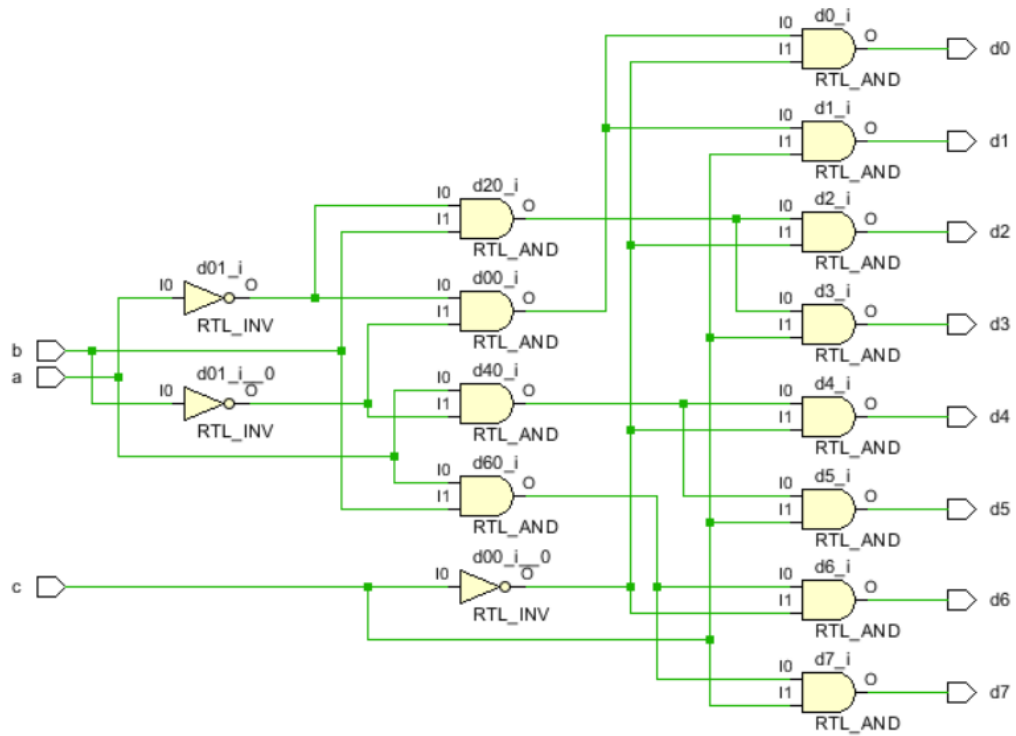 d0_i
I0 O
I1 d0
RTL_AND
d1_i
I0 O
I1 d1
RTL_AND
d20_i
I0 O
I1
RTL_AND
d2_i
I0 O
I1 d2
RTL_AND
d01_i
I0 O
RTL_INV
d00_i
I0 O
I1
RTL_AND
d3_i
I0 O
I1 d3
RTL_AND
b
a
d01_i__0
I0 O
RTL_INV
d40_i
I0 O
I1
RTL_AND
d4_i
I0 O
I1 d4
RTL_AND
d60_i
I0 O
I1
RTL_AND
d5_i
I0 O
I1 d5
RTL_AND
c
d00_i__0
I0 O
RTL_INV
d6_i
I0 O
I1 d6
RTL_AND
d7_i
I0 O
I1 d7
RTL_AND